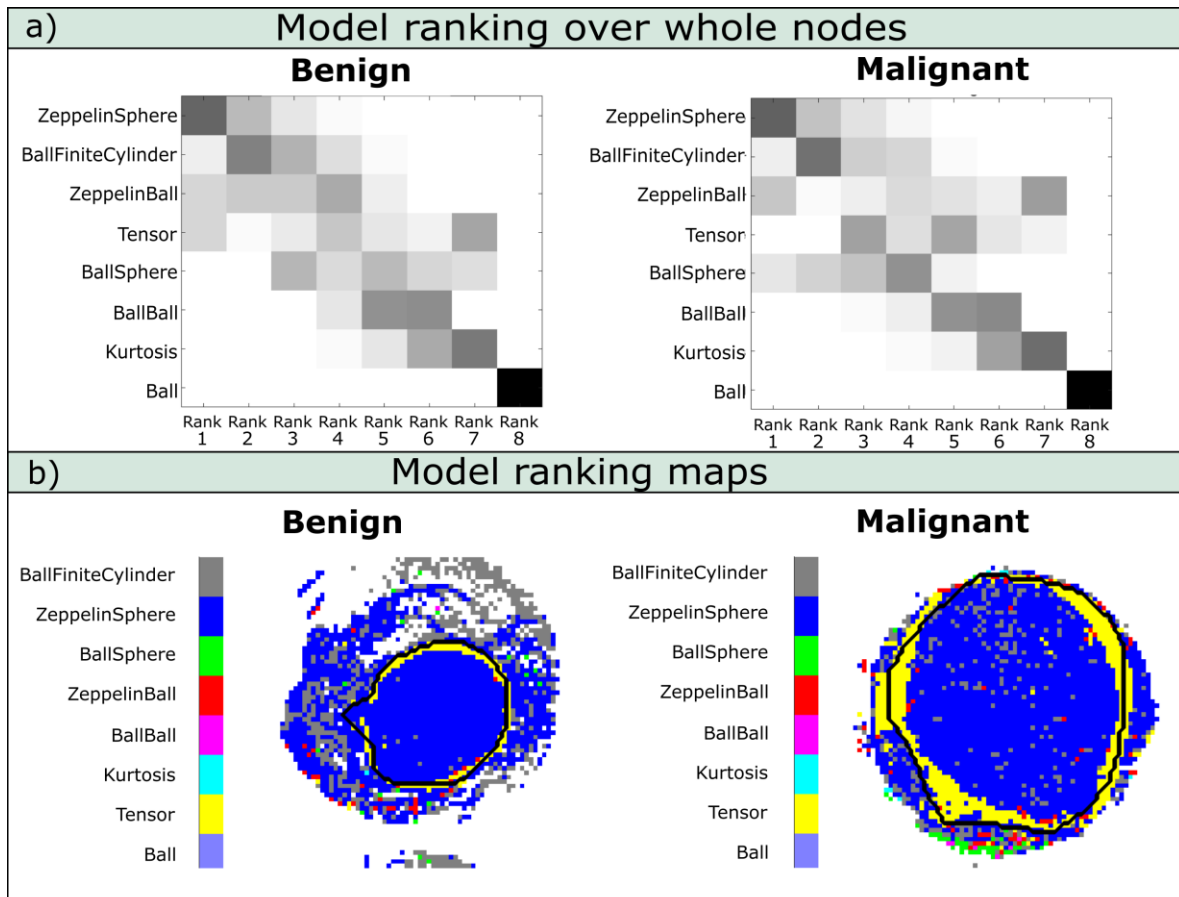 a)
Model ranking over whole nodes
Benign
ZeppelinSphere
BallFiniteCylinder
ZeppelinBall
Tensor
BallSphere
BallBall
Kurtosis
Ball
Rank Rank Rank Rank Rank Rank Rank Rank
1 2 3 4 5 6 7 8
Malignant
ZeppelinSphere
BallFiniteCylinder
ZeppelinBall
Tensor
BallSphere
BallBall
Kurtosis
Ball
Rank Rank Rank Rank Rank Rank Rank Rank
1 2 3 4 5 6 7 8
b)
Model ranking maps
Benign
BallFiniteCylinder
ZeppelinSphere
BallSphere
ZeppelinBall
BallBall
Kurtosis
Tensor
Ball
Malignant
BallFiniteCylinder
ZeppelinSphere
BallSphere
ZeppelinBall
BallBall
Kurtosis
Tensor
Ball